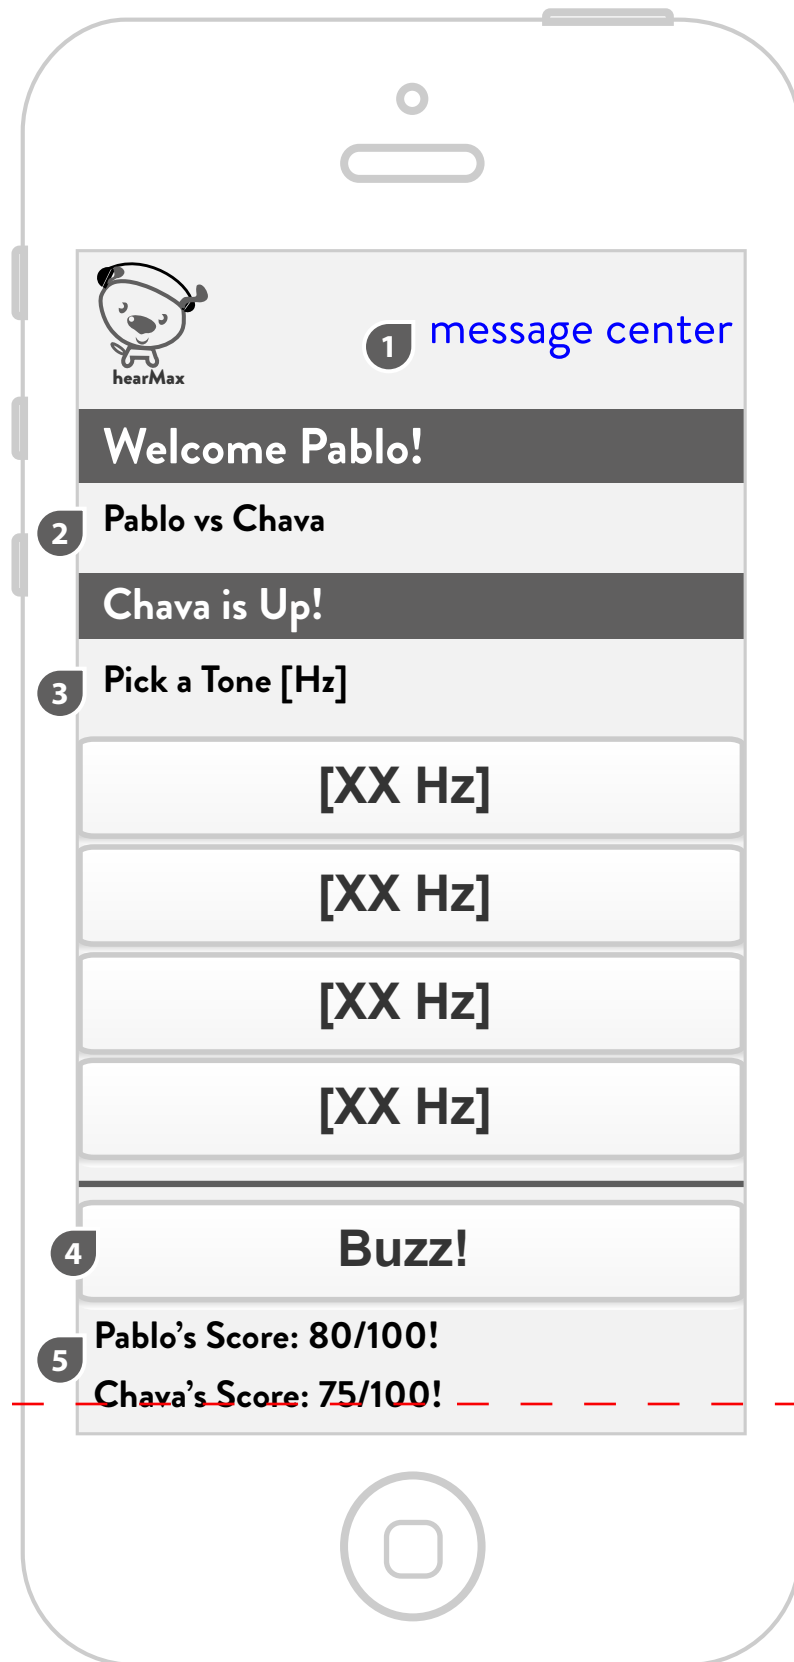 hearMax
1 message center
Welcome Pablo!
2 Pablo vs Chava
Chava is Up!
3 Pick a Tone [Hz]
[XX Hz]
[XX Hz]
[XX Hz]
[XX Hz]
4 Buzz!
5 Pablo’s Score: 80/100!
Chava’s Score: 75/100!